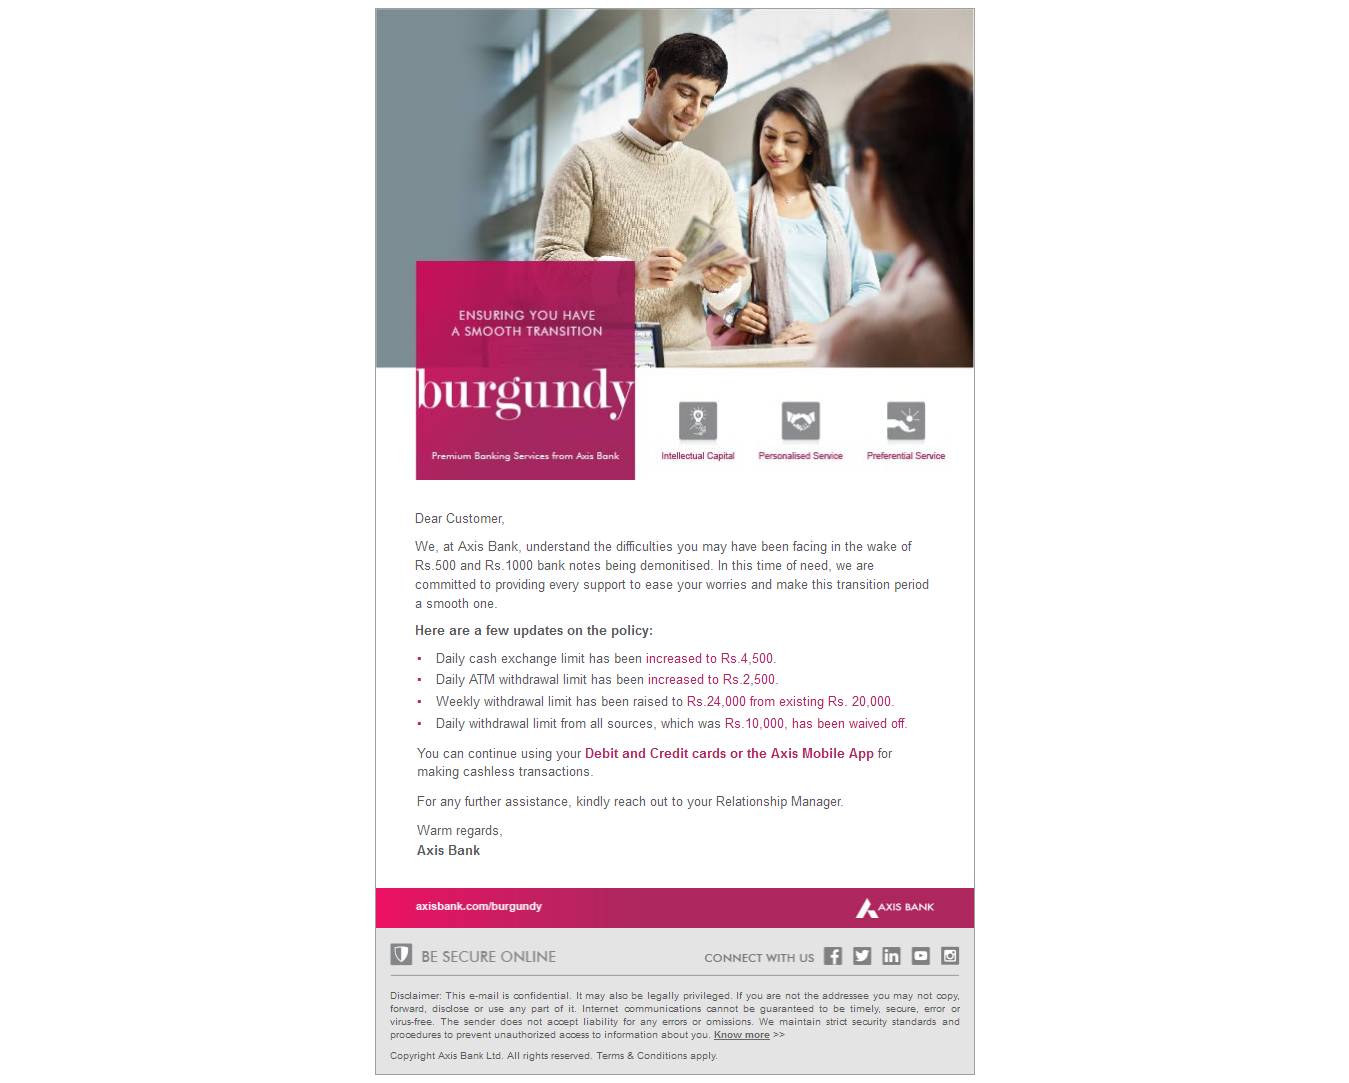 ENSURING YOU HAVE
A SMOOTH TRANSITION
burgundy
Premium Banking Services from Axis Bank
Intellectual Capital
Personalised Service
Preferential Service
Dear Customer,
We, at Axis Bank, understand the difficulties you may have been facing in the wake of
Rs.500 and Rs.1000 bank notes being demonitised. In this time of need, we are
committed to providing every support to ease your worries and make this transition period
a smooth one.
Here are a few updates on the policy:
▪ Daily cash exchange limit has been increased to Rs.4,500.
▪ Daily ATM withdrawal limit has been increased to Rs.2,500.
▪ Weekly withdrawal limit has been raised to Rs.24,000 from existing Rs. 20,000.
▪ Daily withdrawal limit from all sources, which was Rs.10,000, has been waived off.
You can continue using your Debit and Credit cards or the Axis Mobile App for
making cashless transactions.
For any further assistance, kindly reach out to your Relationship Manager.
Warm regards,
Axis Bank
axisbank.com/burgundy
AXIS BANK
BE SECURE ONLINE
CONNECT WITH US
Disclaimer: This e-mail is confidential. It may also be legally privileged. If you are not the addressee you may not copy,
forward, disclose or use any part of it. Internet communications cannot be guaranteed to be timely, secure, error or
virus-free. The sender does not accept liability for any errors or omissions. We maintain strict security standards and
procedures to prevent unauthorized access to information about you. Know more >>
Copyright Axis Bank Ltd. All rights reserved. Terms & Conditions apply.